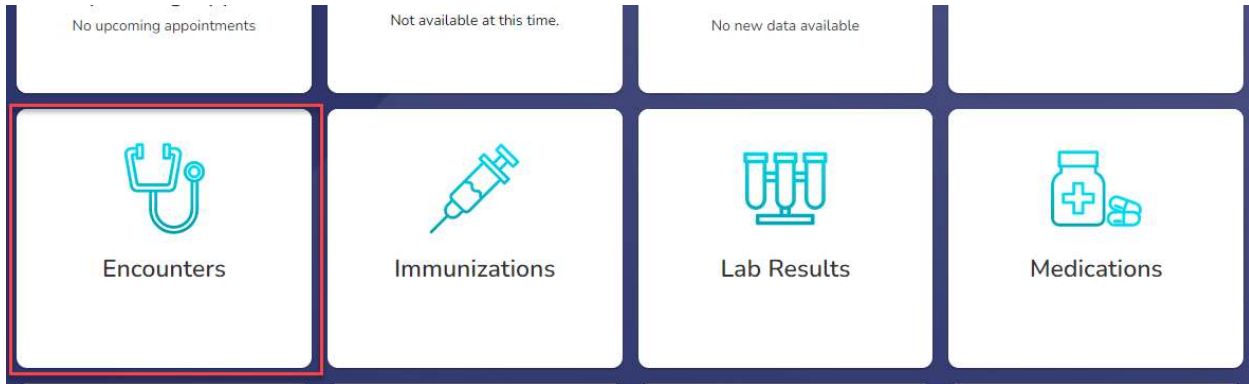 No upcoming appointments
Not available at this time.
No new data available
Encounters
Immunizations
Lab Results
Medications